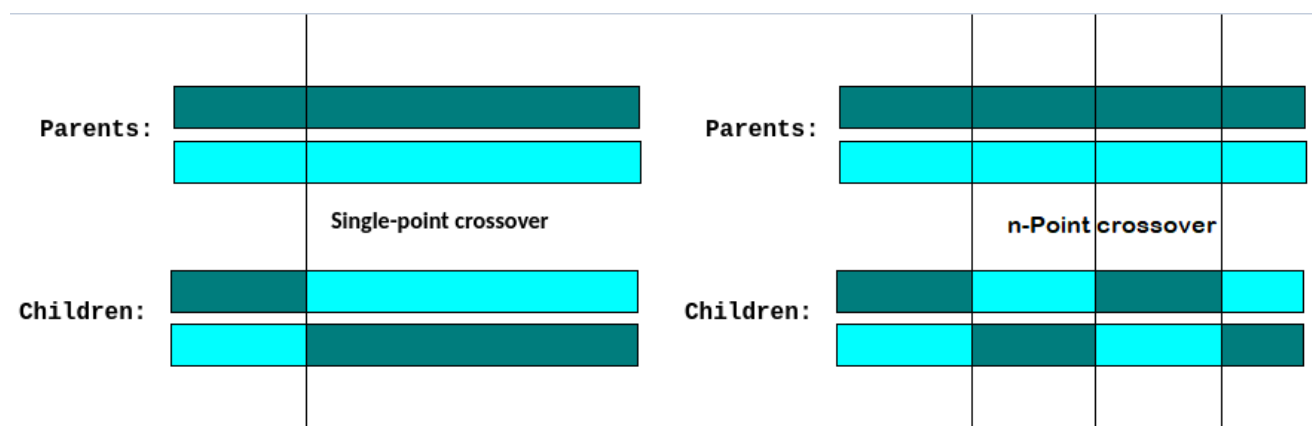 Parents:
Single-point crossover
Children:
Parents:
n-Point crossover
Children: